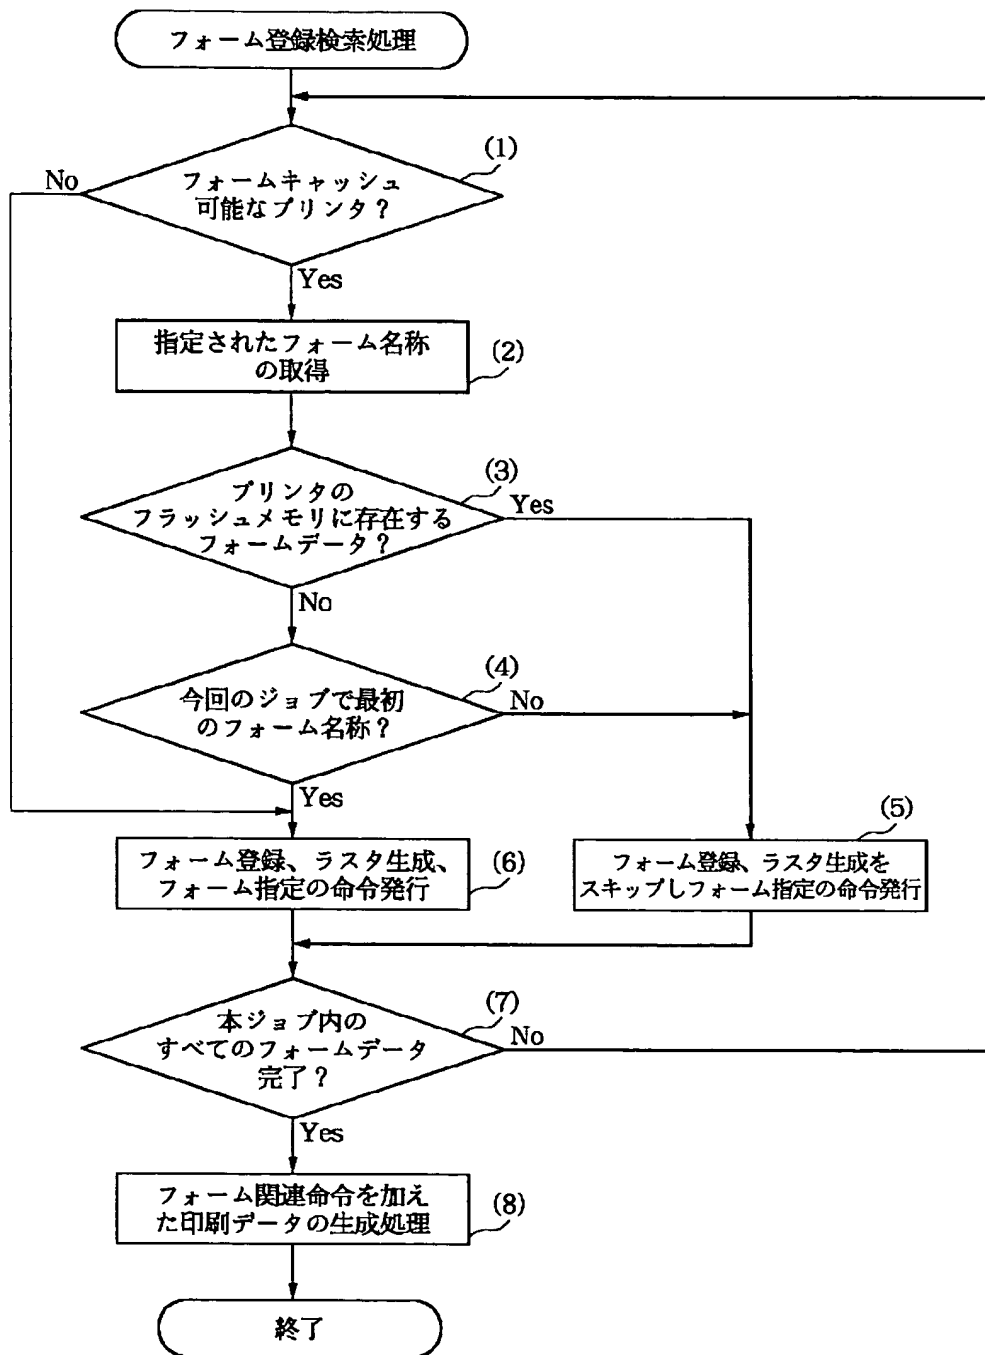 フォーム登録検索処理
(1)
No
フォームキャッシュ
可能なプリンタ？
Yes
指定されたフォーム名称
の取得
(2)
(3)
プリンタの
フラッシュメモリに存在する
フォームデータ？
Yes
No
(4)
今回のジョブで最初
のフォーム名称？
No
Yes
(5)
フォーム登録、ラスタ生成、
フォーム指定の命令発行
(6)
フォーム登録、ラスタ生成を
スキップしフォーム指定の命令発行
(7)
本ジョブ内の
すべてのフォームデータ
完了？
No
Yes
フォーム関連命令を加え
た印刷データの生成処理
(8)
終了